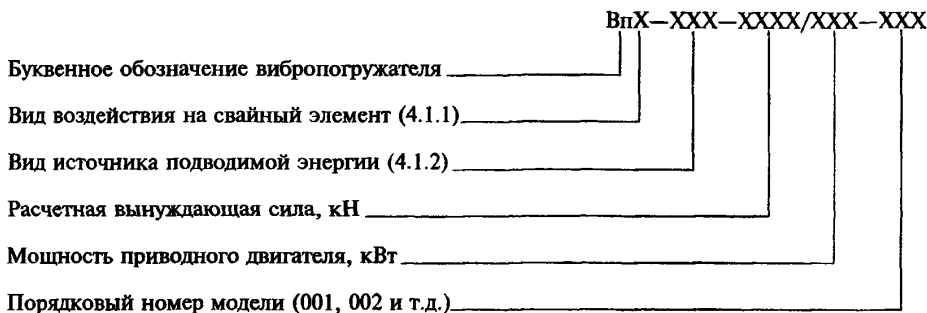 ВпХ—ХХХ—ХХХХ/ХХХ—ХХХ
Буквенное обозначение вибропогружателя
Вид воздействия на свайный элемент (4.1.1)
Вид источника подводимой энергии (4.1.2)
Расчетная вынуждающая сила, кН
Мощность приводного двигателя, кВт
Порядковый номер модели (001, 002 и т.д.)